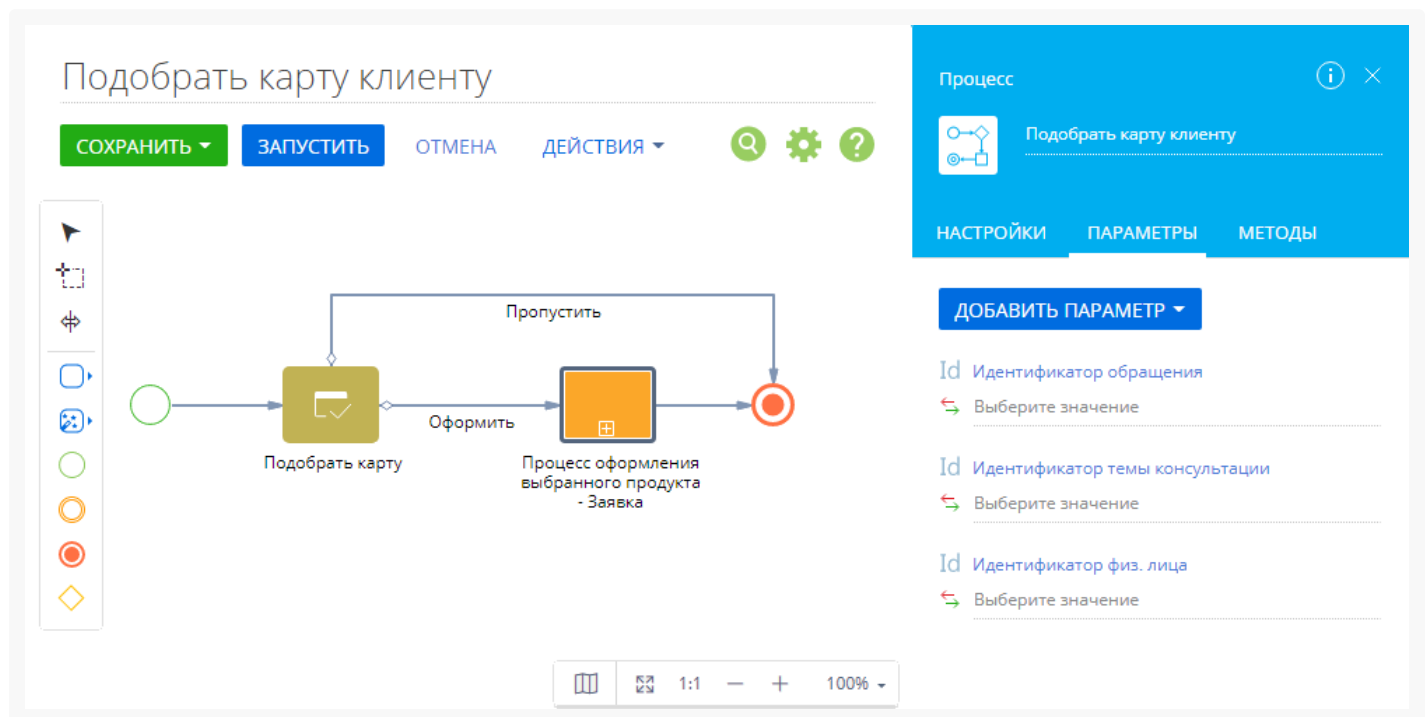 Подобрать карту клиенту
СОХРАНИТЬ
ЗАПУСТИТЬ
ОТМЕНА
ДЕЙСТВИЯ
?
Пропустить
Оформить
Подобрать карту
Процесс оформления
выбранного продукта
- Заявка
1:1
100%
Процесс
i
Подобрать карту клиенту
НАСТРОЙКИ
ПАРАМЕТРЫ
МЕТОДЫ
ДОБАВИТЬ ПАРАМЕТР
Id Идентификатор обращения
Выберите значение
Id Идентификатор темы консультации
Выберите значение
Id Идентификатор физ. лица
Выберите значение